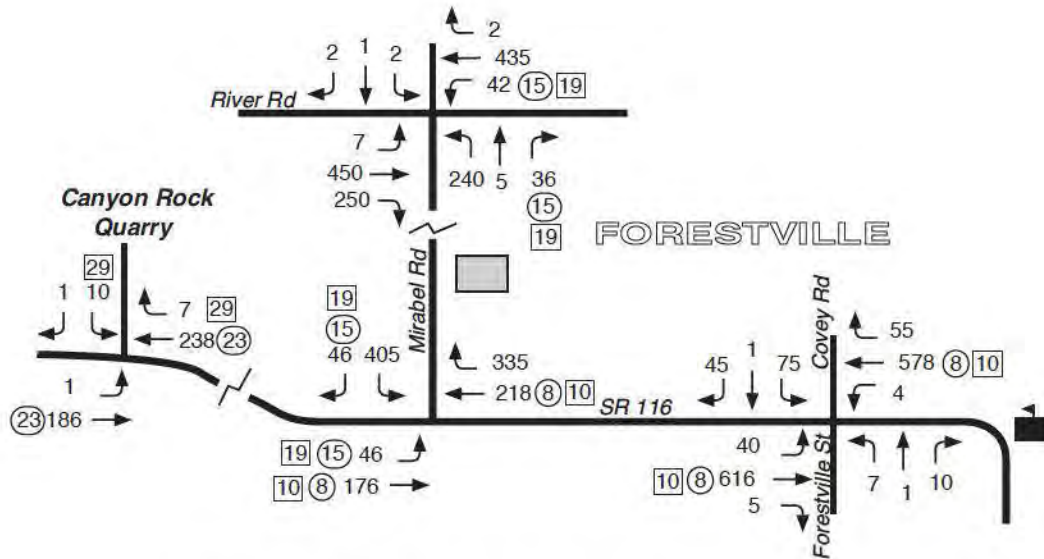 2
2 1 2 435
42 15 19
River Rd
7
450 240 5 36
250 15
19
Canyon Rock
Quarry
FORESTVILLE
29
1 10 7 29
238 23
1
23 186
Mirabel Rd
19
15
46 405 335
218 8 10
SR 116
19 15 46
10 8 176
Covey Rd
55
45 1 75 578 8 10
4
40
10 8 616
5
7 1 10
Forestville St